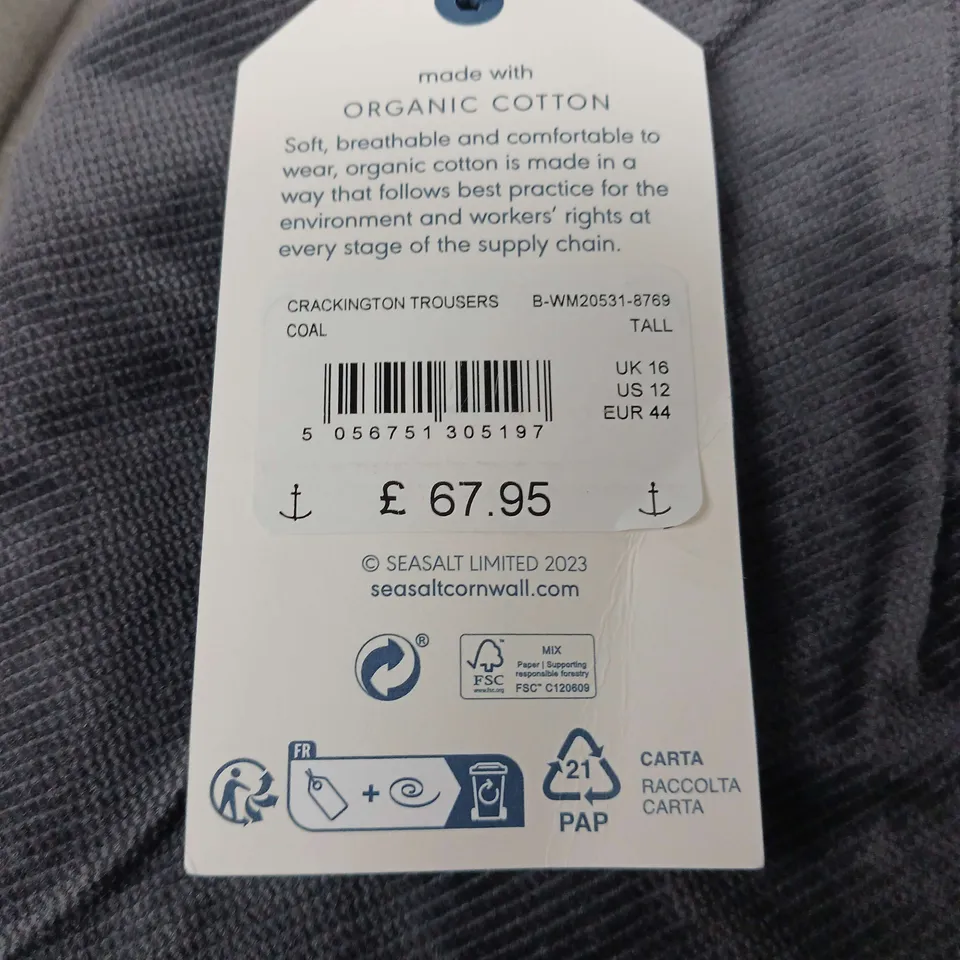 made with
ORGANIC COTTON
Soft, breathable and comfortable to
wear, organic cotton is made in a
way that follows best practice for the
environment and workers' rights at
every stage of the supply chain.
CRACKINGTON TROUSERS B-WM20531-8769
COAL TALL
UK 16
US 12
EUR 44
5 056751 305197
£ 67.95
© SEASALT LIMITED 2023
seasaltcornwall.com
®
FSC™
www.fsc.org
MIX
Paper | Supporting
responsible forestry
FSC™ C120609
FR
+
21
PAP
CARTA
RACCOLTA
CARTA